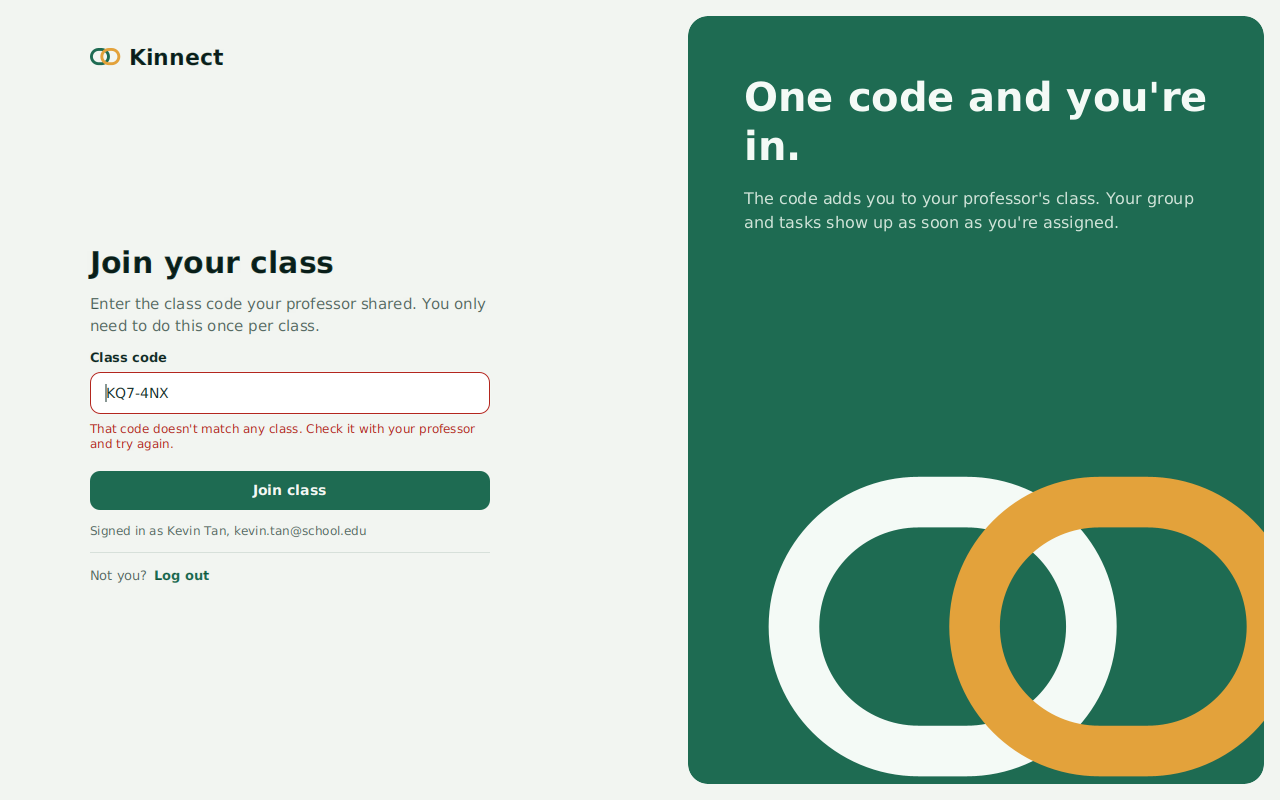 Kinnect
Join your class
Enter the class code your professor shared. You only
need to do this once per class.
Class code
KQ7-4NX
That code doesn't match any class. Check it with your professor
and try again.
Join class
Signed in as Kevin Tan, kevin.tan@school.edu
Not you? Log out
One code and you're
in.
The code adds you to your professor's class. Your group
and tasks show up as soon as you're assigned.